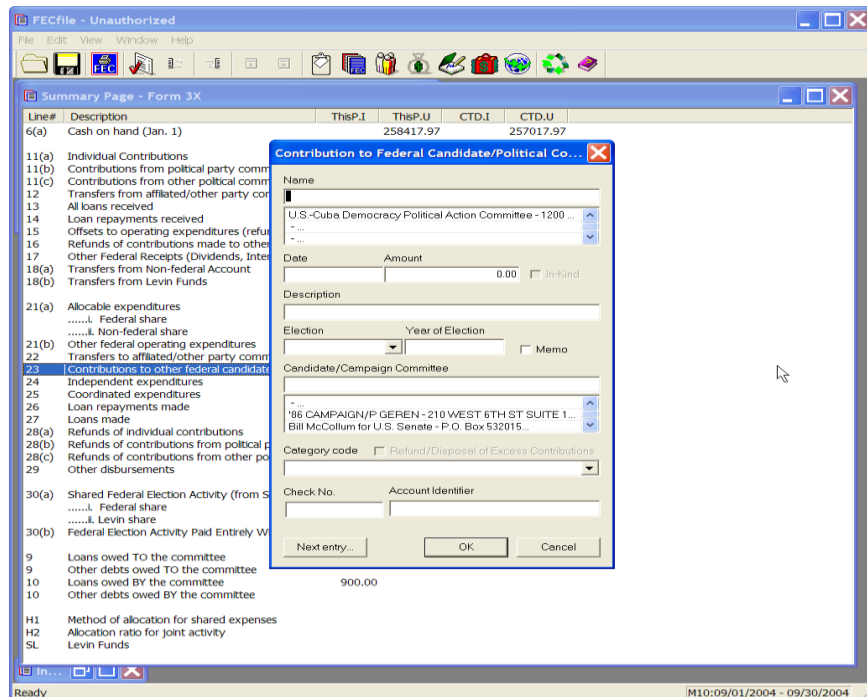 FECfile - Unauthorized
File Edit View Window Help
FEC FEC
Summary Page - Form 3X
Line# Description ThisP.I ThisP.U CTD.I CTD.U
6(a) Cash on hand (Jan. 1) 258417.97 257017.97
11(a) Individual Contributions
11(b) Contributions from political party comm
11(c) Contributions from other political comm
12 Transfers from affiliated/other party cor
13 All loans received
14 Loan repayments received
15 Offsets to operating expenditures (refur
16 Refunds of contributions made to other
17 Other Federal Receipts (Dividends, Inter
18(a) Transfers from Non-federal Account
18(b) Transfers from Levin Funds
21(a) Allocable expenditures
......i. Federal share
......ii. Non-federal share
21(b) Other federal operating expenditures
22 Transfers to affiliated/other party comm
23 Contributions to other federal candidate
24 Independent expenditures
25 Coordinated expenditures
26 Loan repayments made
27 Loans made
28(a) Refunds of individual contributions
28(b) Refunds of contributions from political p
28(c) Refunds of contributions from other po
29 Other disbursements
30(a) Shared Federal Election Activity (from S
......i. Federal share
......ii. Levin share
30(b) Federal Election Activity Paid Entirely W
9 Loans owed TO the committee
9 Other debts owed TO the committee
10 Loans owed BY the committee 900.00
10 Other debts owed BY the committee
H1 Method of allocation for shared expenses
H2 Allocation ratio for joint activity
SL Levin Funds
Contribution to Federal Candidate/Political Co...
Name
U.S.-Cuba Democracy Political Action Committee - 1200 ...
- ...
- ...
Date Amount
0.00 In-Kind
Description
Election Year of Election
Memo
Candidate/Campaign Committee
- ...
'86 CAMPAIGN/P GEREN - 210 WEST 6TH ST SUITE 1...
Bill McCollum for U.S. Senate - P.O. Box 532015...
Category code Refund/Disposal of Excess Contributions
Check No. Account Identifier
Next entry... OK Cancel
In...
Ready M10:09/01/2004 - 09/30/2004